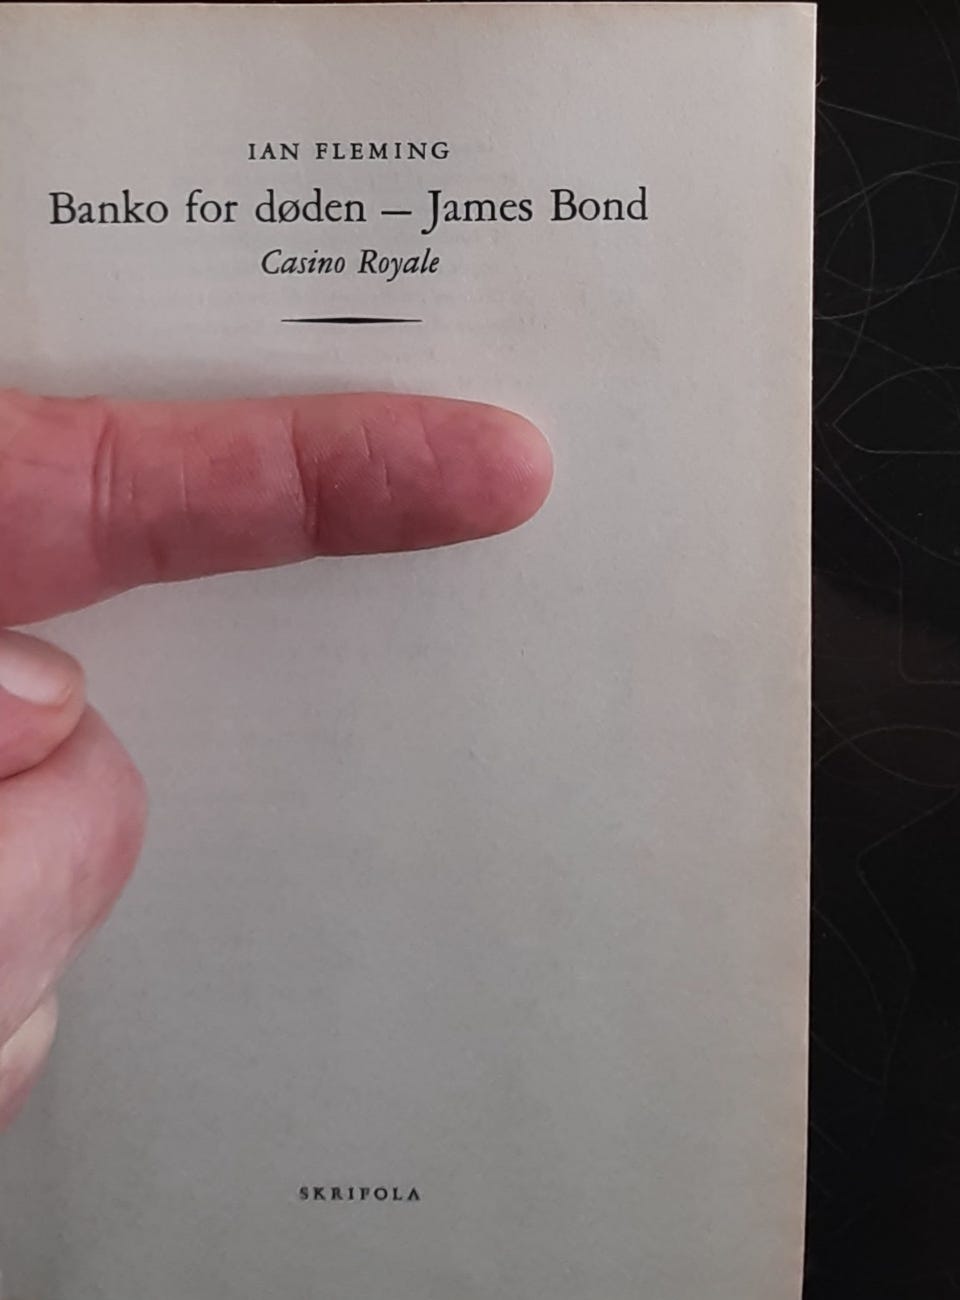 IAN FLEMING
Banko for døden — James Bond
Casino Royale
SKRIFOLA